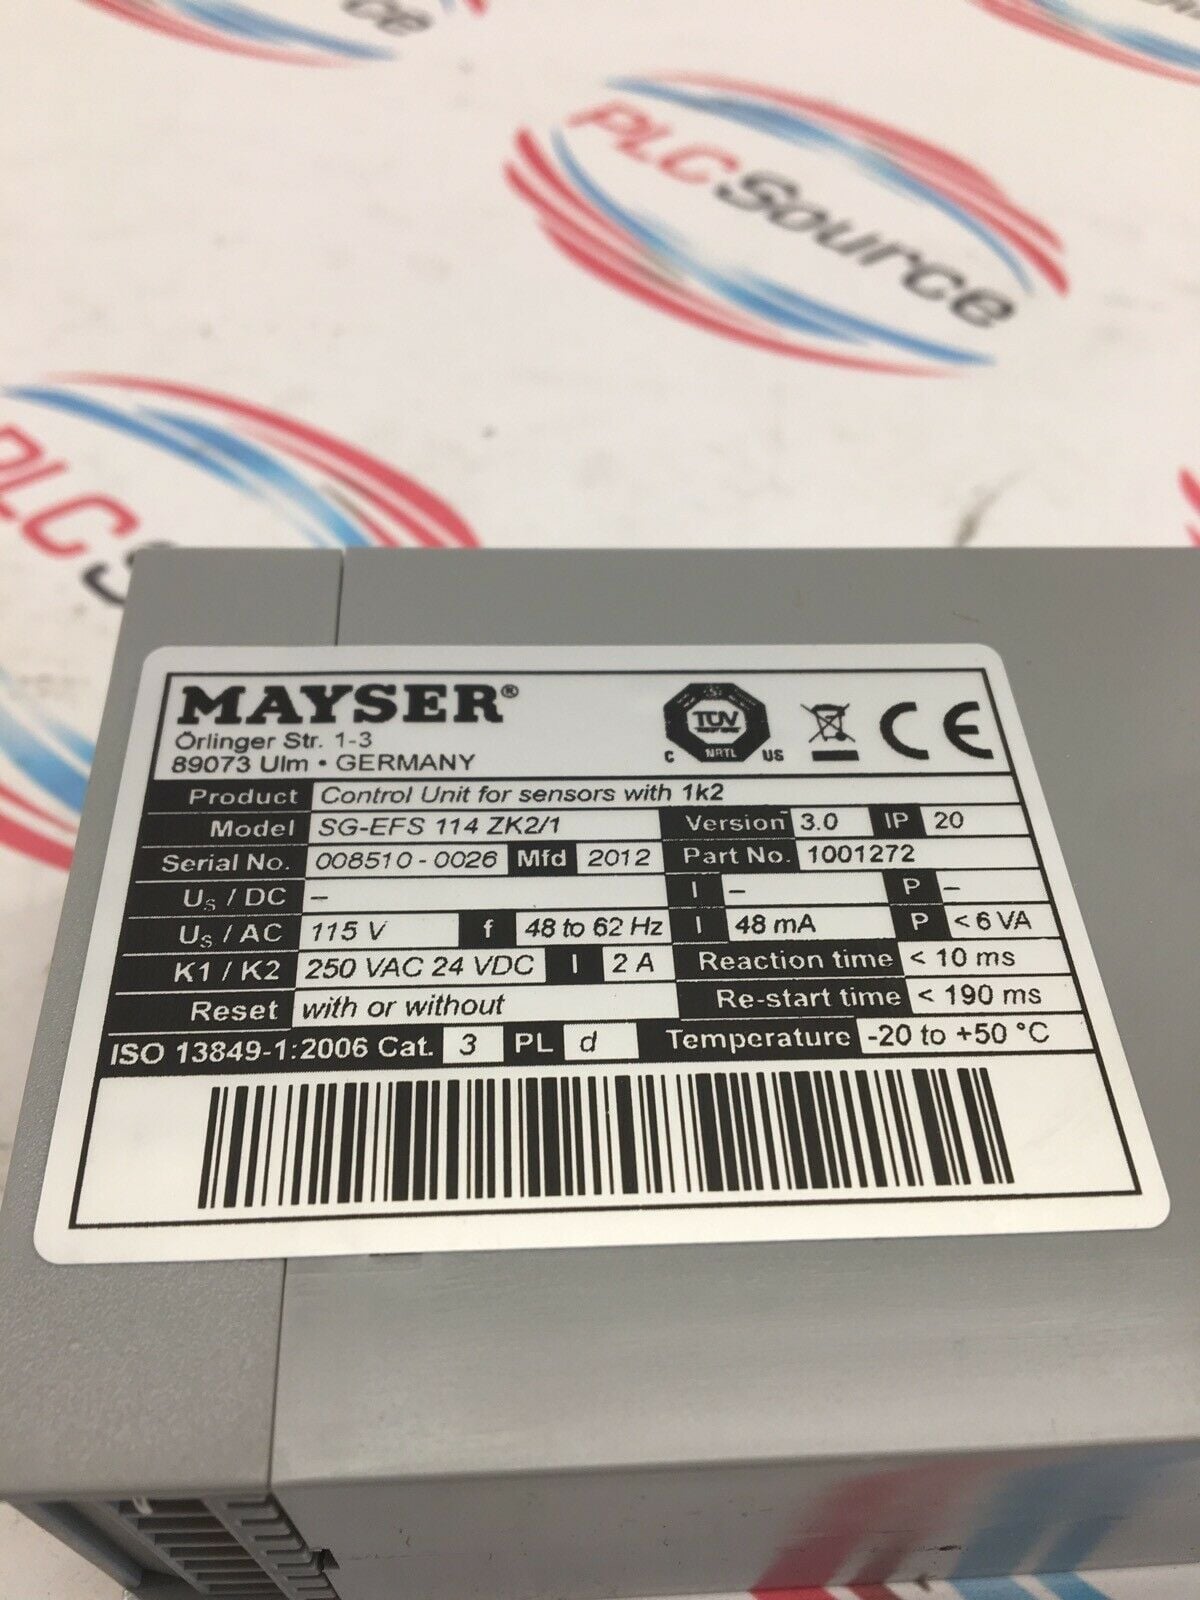 PLC Source
PLC S
MAYSER®
Örlinger Str. 1-3
89073 Ulm • GERMANY
TÜV
C NRTL US
CE
Product Control Unit for sensors with 1k2
Model SG-EFS 114 ZK2/1 Version 3.0 IP 20
Serial No. 008510 - 0026 Mfd 2012 Part No. 1001272
Us / DC – I – P –
Us / AC 115 V f 48 to 62 Hz I 48 mA P < 6 VA
K1 / K2 250 VAC 24 VDC I 2 A Reaction time < 10 ms
Reset with or without Re-start time < 190 ms
ISO 13849-1:2006 Cat. 3 PL d Temperature -20 to +50 °C